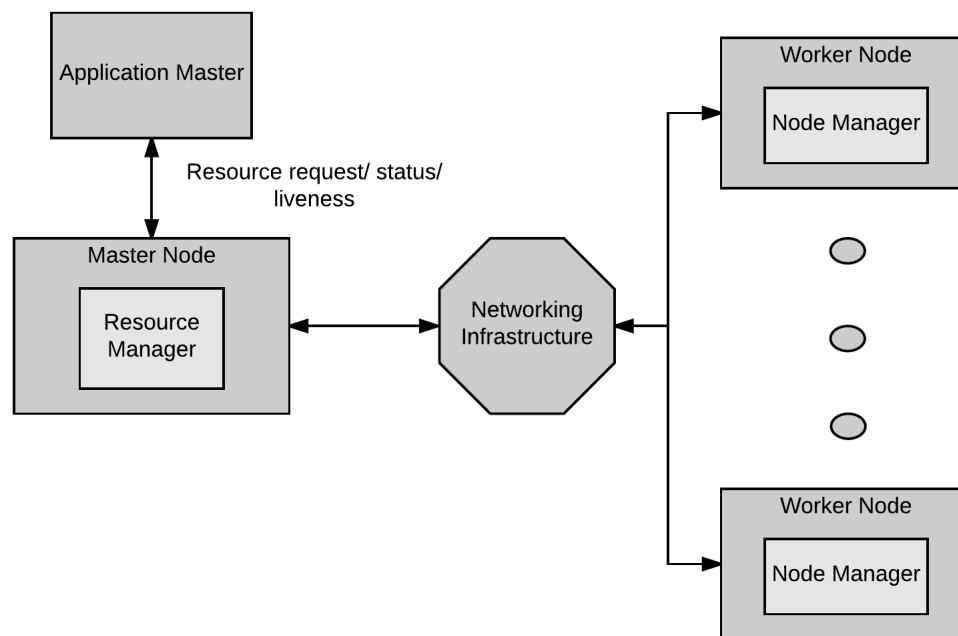 Application Master
Resource request/ status/
liveness
Master Node
Resource
Manager
Networking
Infrastructure
Worker Node
Node Manager
Worker Node
Node Manager